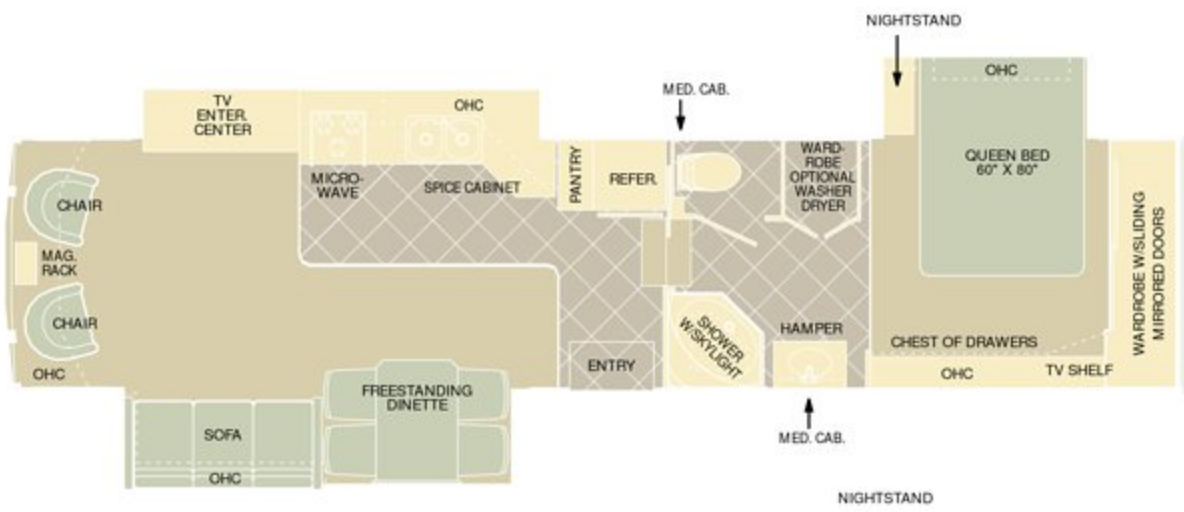 NIGHTSTAND
OHC
MED. CAB.
TV
ENTER.
CENTER
OHC
MICRO-
WAVE
SPICE CABINET
PANTRY
REFER.
WARD-
ROBE
OPTIONAL
WASHER
DRYER
QUEEN BED
60" X 80"
WARDROBE W/SLIDING
MIRRORED DOORS
CHAIR
MAG.
RACK
CHAIR
OHC
SHOWER
W/SKYLIGHT
HAMPER
CHEST OF DRAWERS
OHC
TV SHELF
ENTRY
FREESTANDING
DINETTE
SOFA
OHC
MED. CAB.
NIGHTSTAND